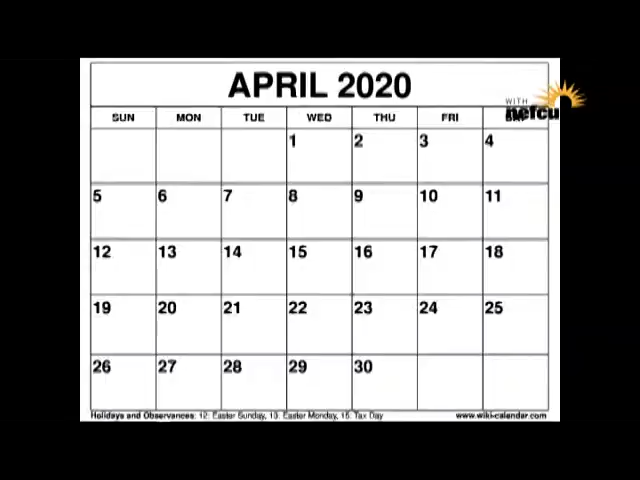 APRIL 2020
WITH
nefcu
SUN MON TUE WED THU FRI
1 2 3 4
5 6 7 8 9 10 11
12 13 14 15 16 17 18
19 20 21 22 23 24 25
26 27 28 29 30
Holidays and Observances: 12: Easter Sunday, 13: Easter Monday, 15: Tax Day
www.wiki-calendar.com